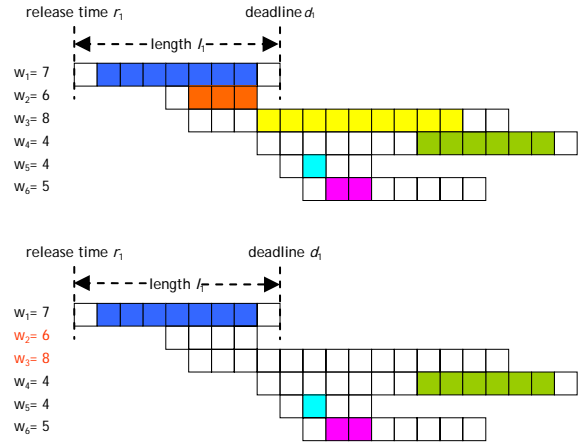 release time r1 deadline d1
length l1
w1= 7
w2= 6
w3= 8
w4= 4
w5= 4
w6= 5
release time r1 deadline d1
length l1
w1= 7
w2= 6
w3= 8
w4= 4
w5= 4
w6= 5